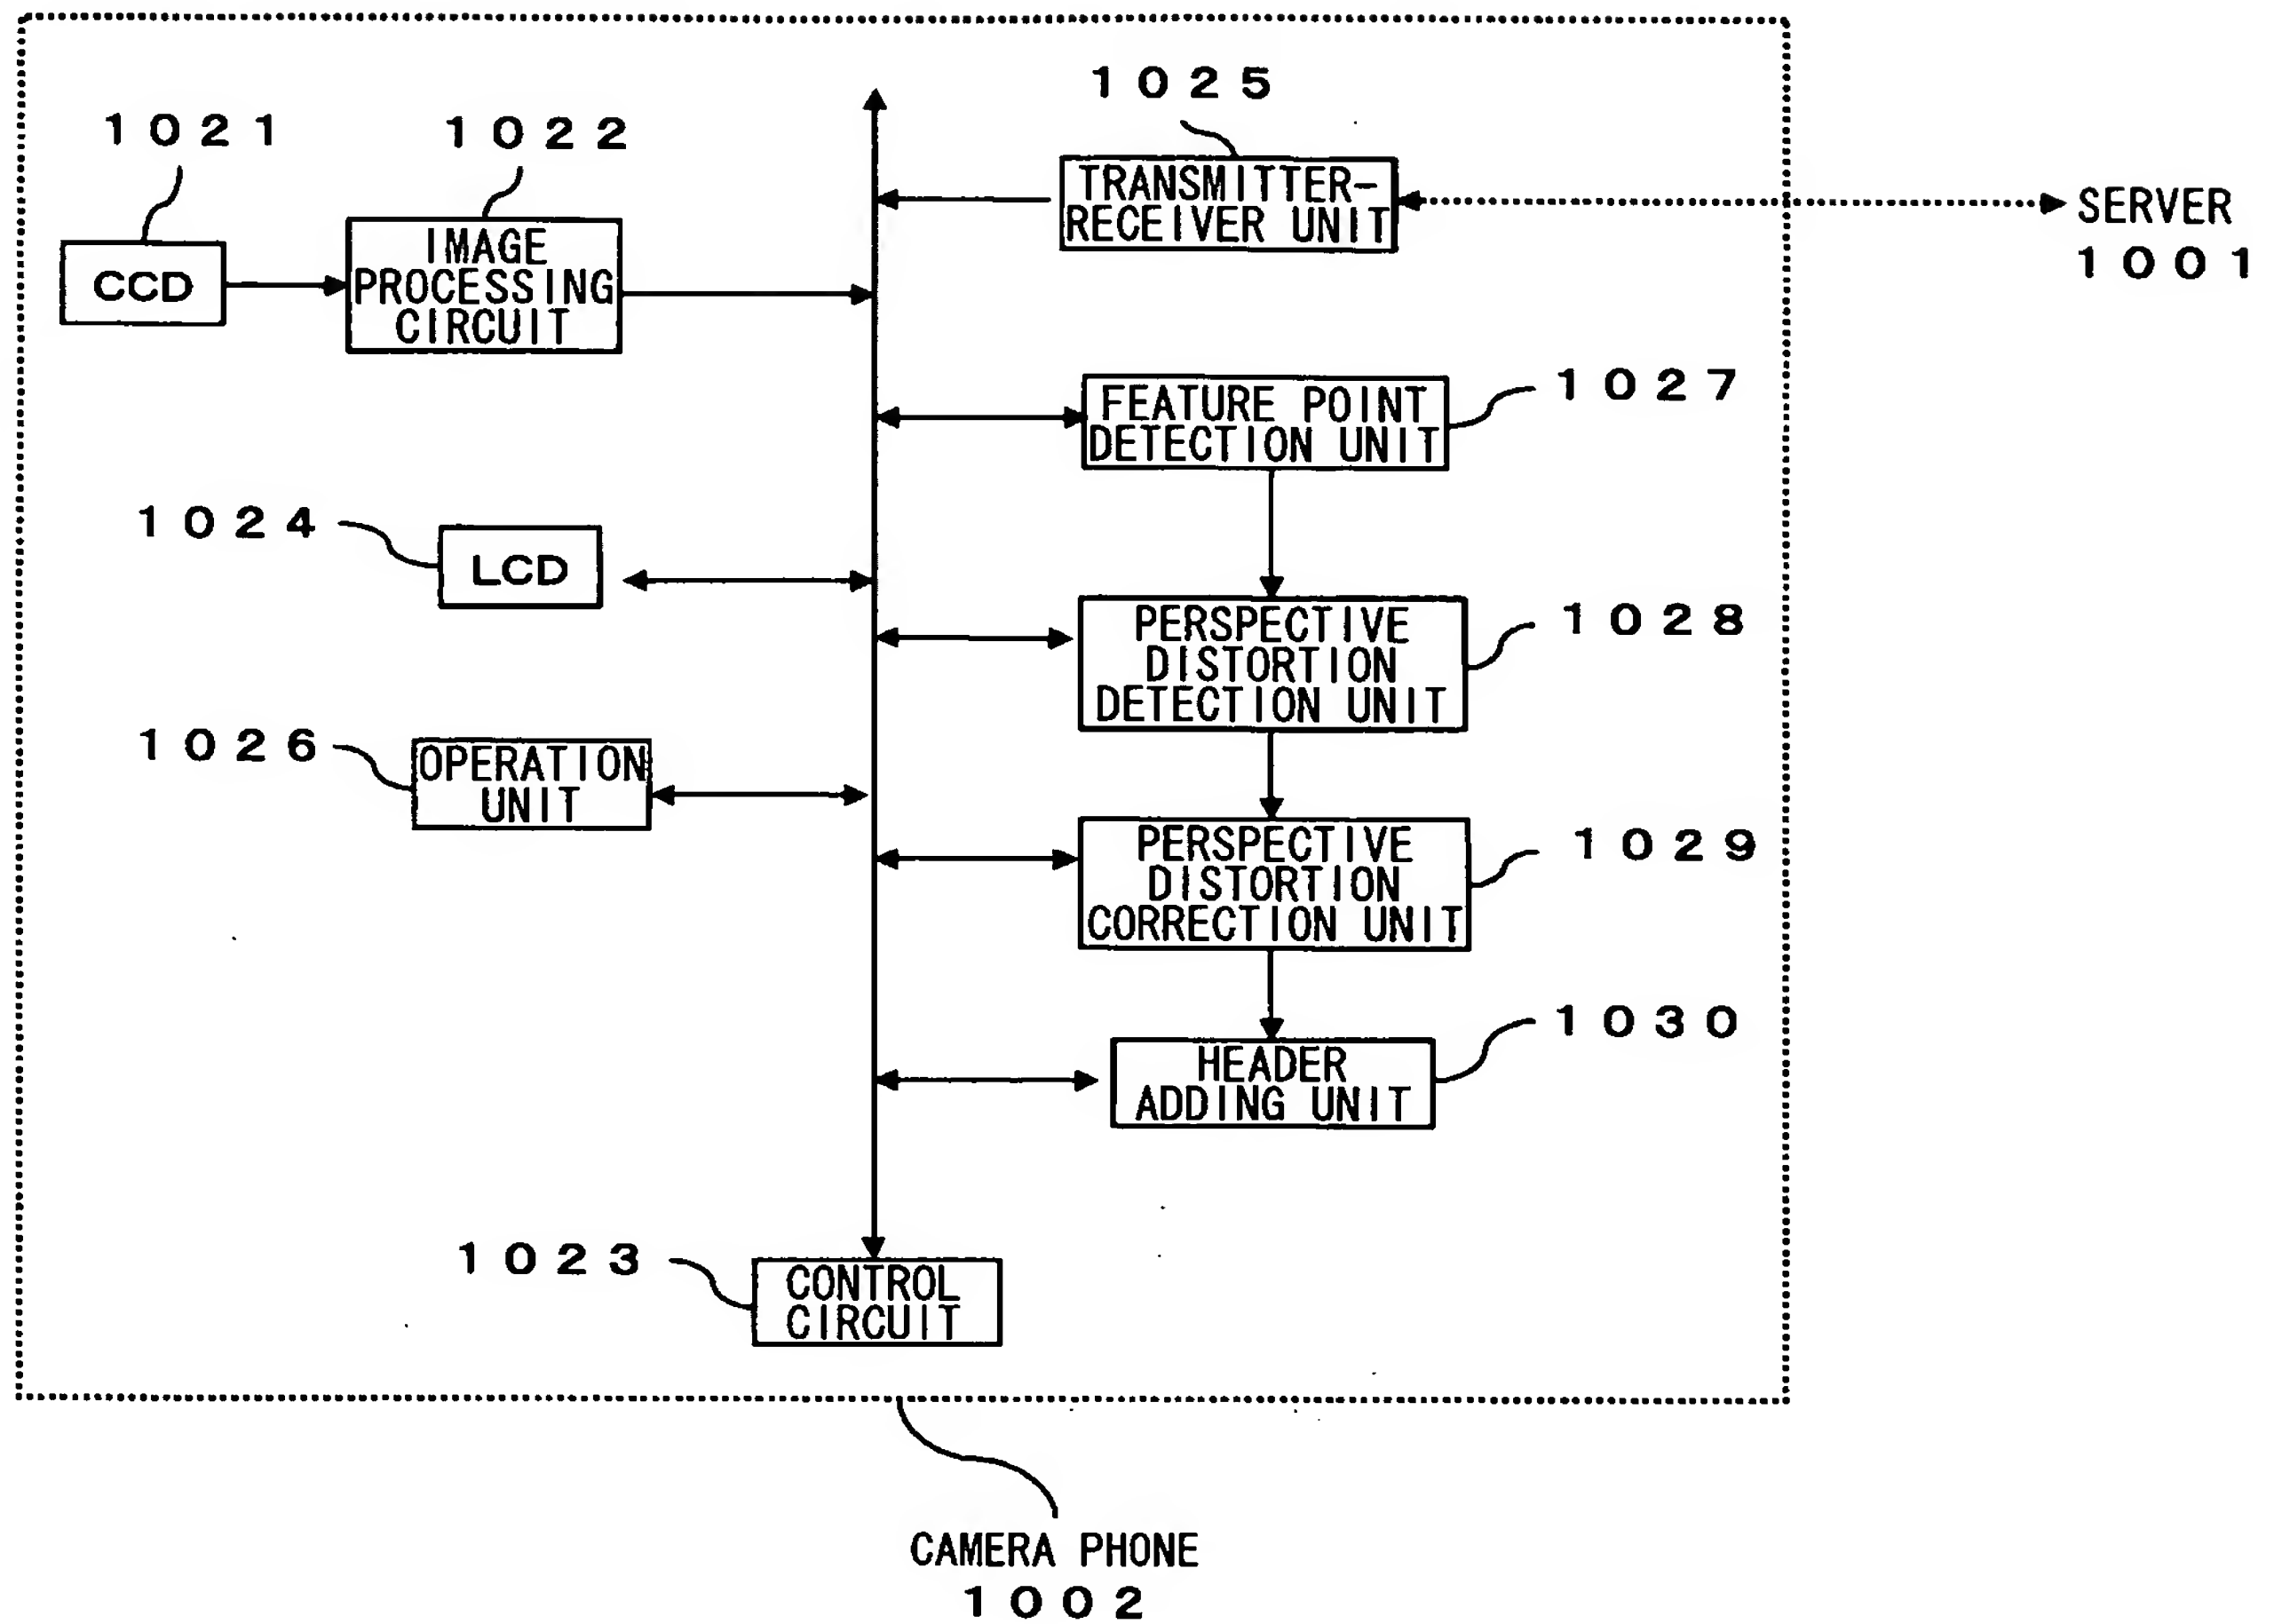 1025
1021
1022
TRANSMITTER-
RECEIVER UNIT
SERVER
1001
IMAGE
PROCESSING
CIRCUIT
CCD
1027
FEATURE POINT
DETECTION UNIT
1024
LCD
1028
PERSPECTIVE
DISTORTION
DETECTION UNIT
1026
OPERATION
UNIT
1029
PERSPECTIVE
DISTORTION
CORRECTION UNIT
1030
HEADER
ADDING UNIT
1023
CONTROL
CIRCUIT
CAMERA PHONE
1002